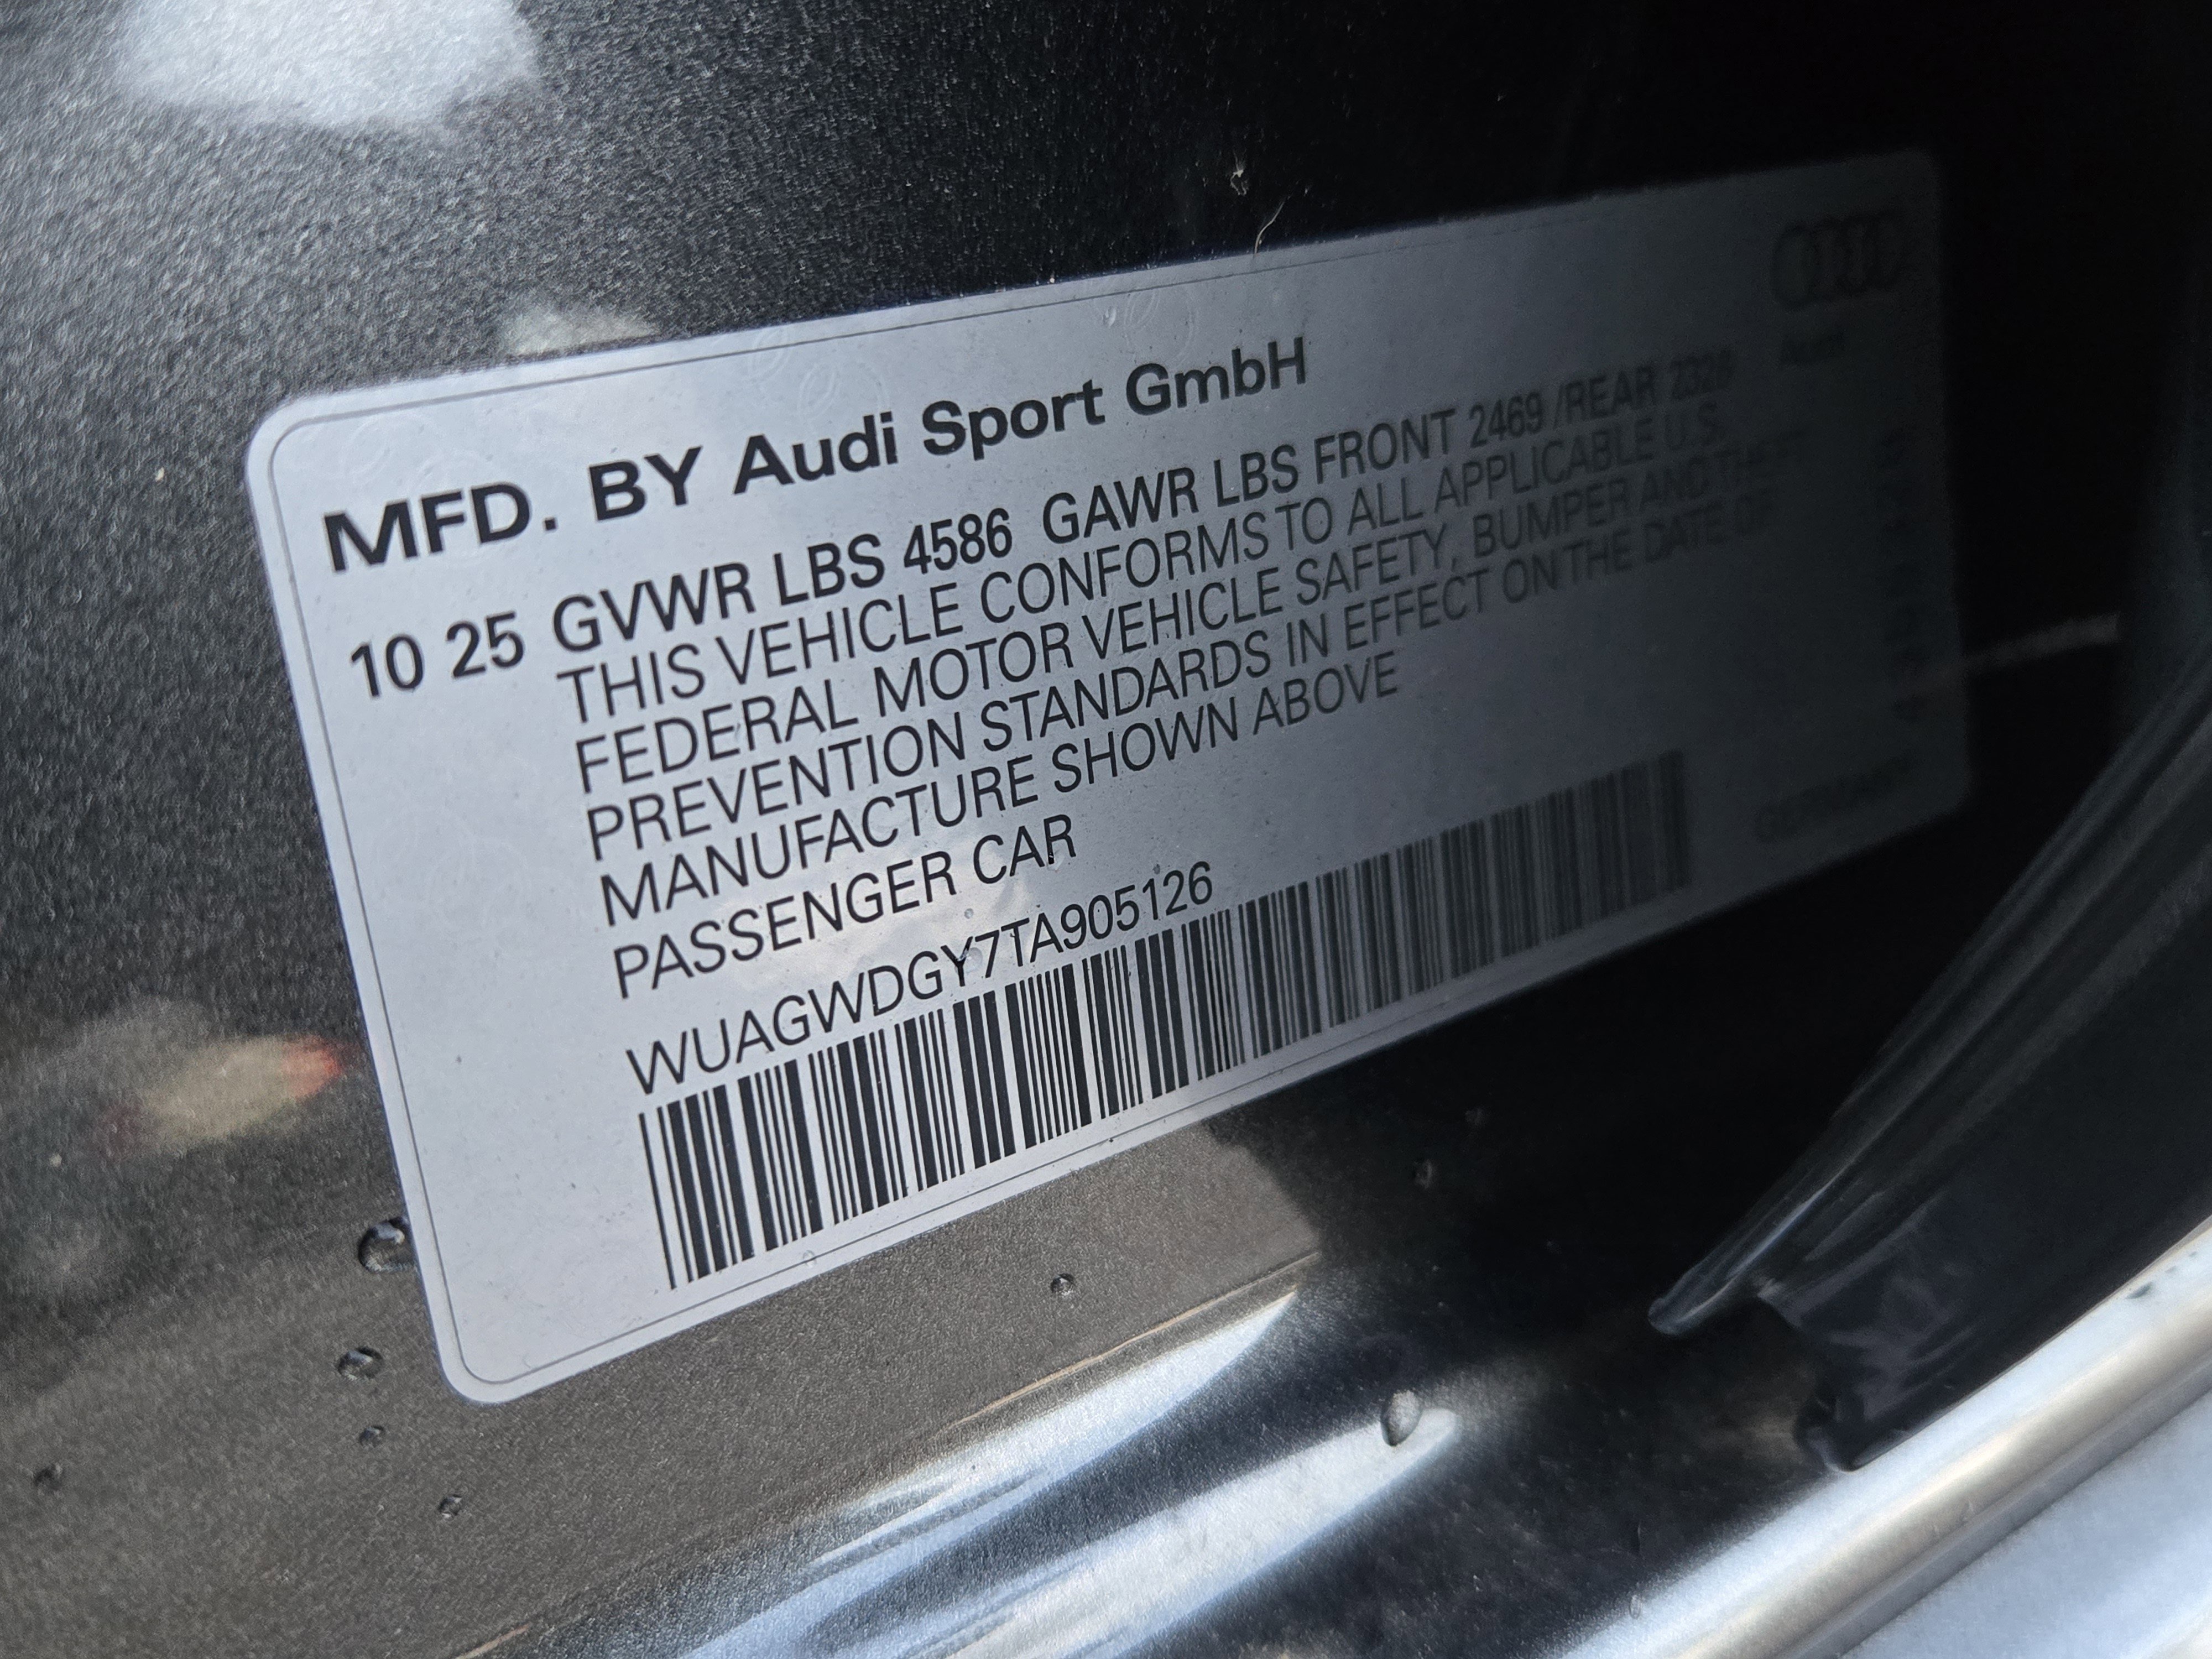 MFD. BY Audi Sport GmbH
10 25 GVWR LBS 4586 GAWR LBS FRONT 2469 /REAR 2326
THIS VEHICLE CONFORMS TO ALL APPLICABLE U.S.
FEDERAL MOTOR VEHICLE SAFETY, BUMPER AND THEFT
PREVENTION STANDARDS IN EFFECT ON THE DATE OF
MANUFACTURE SHOWN ABOVE
PASSENGER CAR
WUAGWDGY7TA905126